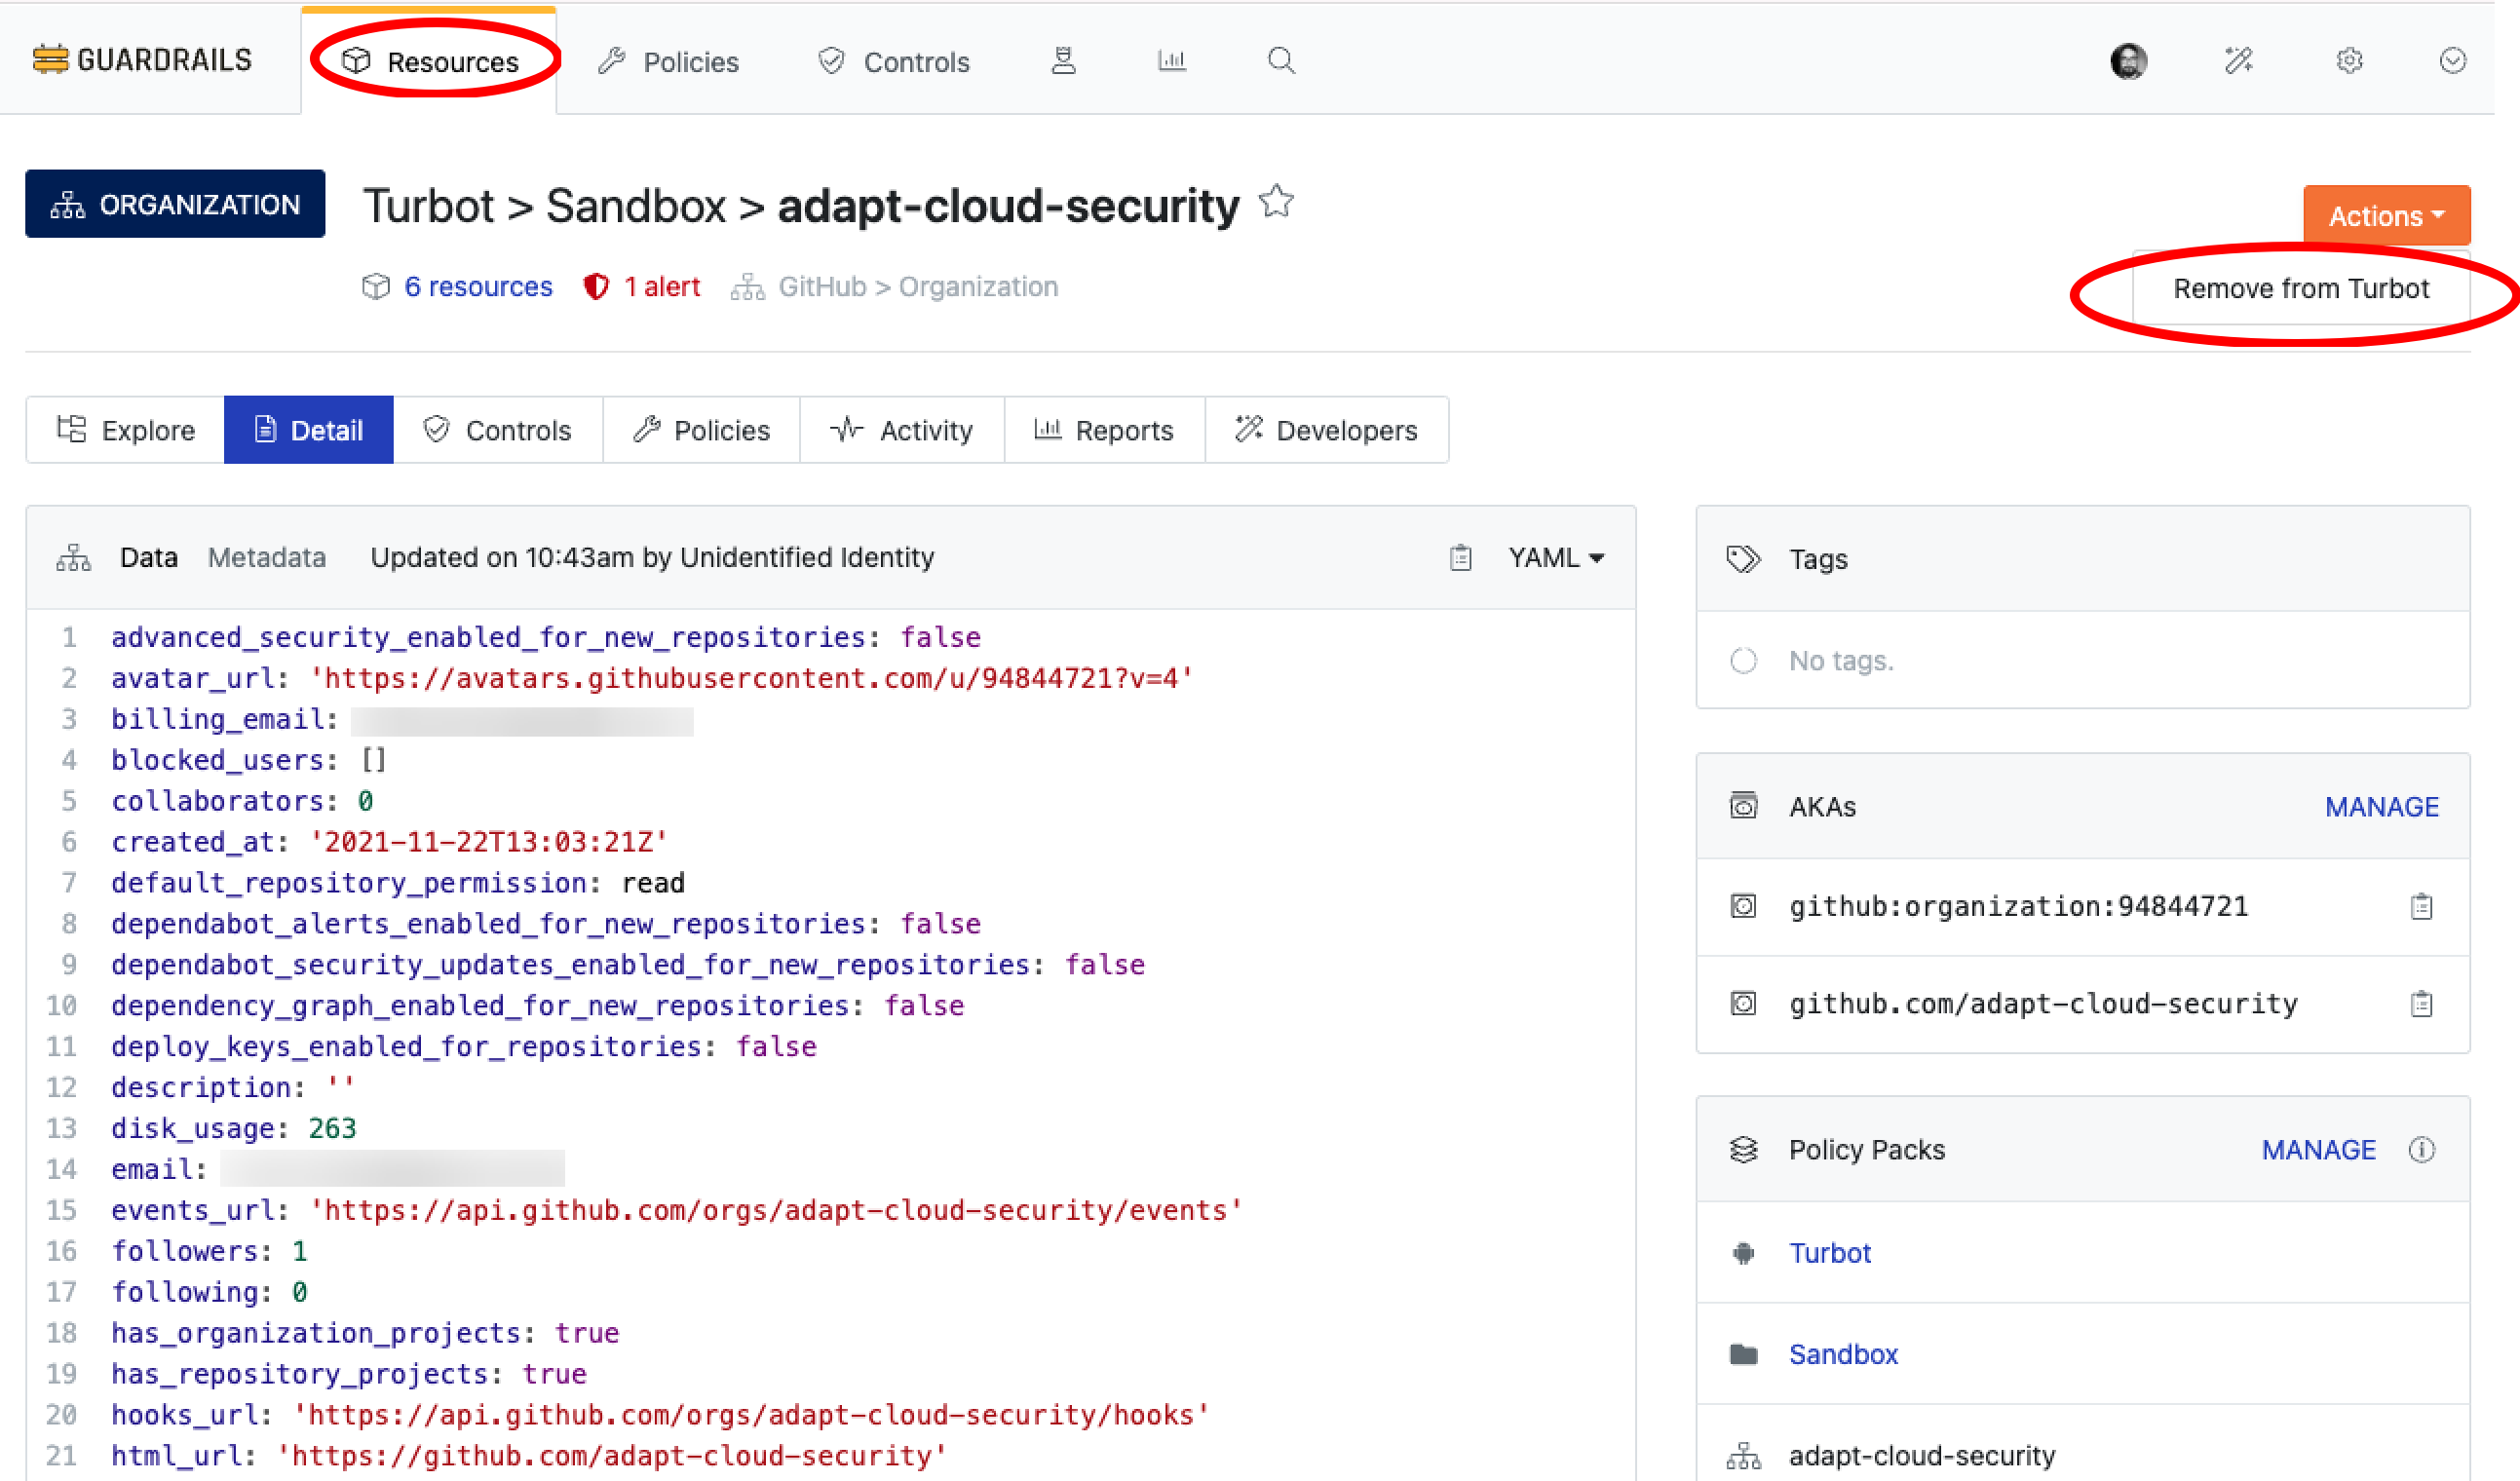 GUARDRAILS
Resources
Policies
Controls
ORGANIZATION
Turbot > Sandbox > adapt-cloud-security
Actions
6 resources
1 alert
GitHub > Organization
Remove from Turbot
Explore
Detail
Controls
Policies
Activity
Reports
Developers
Data
Metadata
Updated on 10:43am by Unidentified Identity
YAML
1 advanced_security_enabled_for_new_repositories: false
2 avatar_url: 'https://avatars.githubusercontent.com/u/94844721?v=4'
3 billing_email:
4 blocked_users: []
5 collaborators: 0
6 created_at: '2021-11-22T13:03:21Z'
7 default_repository_permission: read
8 dependabot_alerts_enabled_for_new_repositories: false
9 dependabot_security_updates_enabled_for_new_repositories: false
10 dependency_graph_enabled_for_new_repositories: false
11 deploy_keys_enabled_for_repositories: false
12 description: ''
13 disk_usage: 263
14 email:
15 events_url: 'https://api.github.com/orgs/adapt-cloud-security/events'
16 followers: 1
17 following: 0
18 has_organization_projects: true
19 has_repository_projects: true
20 hooks_url: 'https://api.github.com/orgs/adapt-cloud-security/hooks'
21 html_url: 'https://github.com/adapt-cloud-security'
Tags
No tags.
AKAs
MANAGE
github:organization:94844721
github.com/adapt-cloud-security
Policy Packs
MANAGE
Turbot
Sandbox
adapt-cloud-security